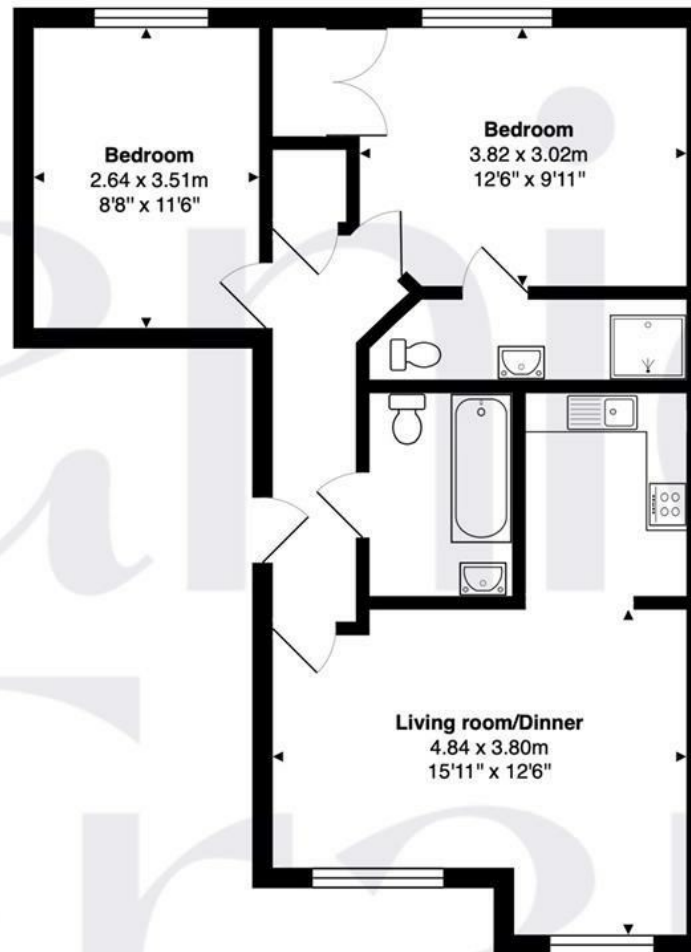 Bedroom
2.64 x 3.51m
8'8" x 11'6"
Bedroom
3.82 x 3.02m
12'6" x 9'11"
Living room/Dinner
4.84 x 3.80m
15'11" x 12'6"